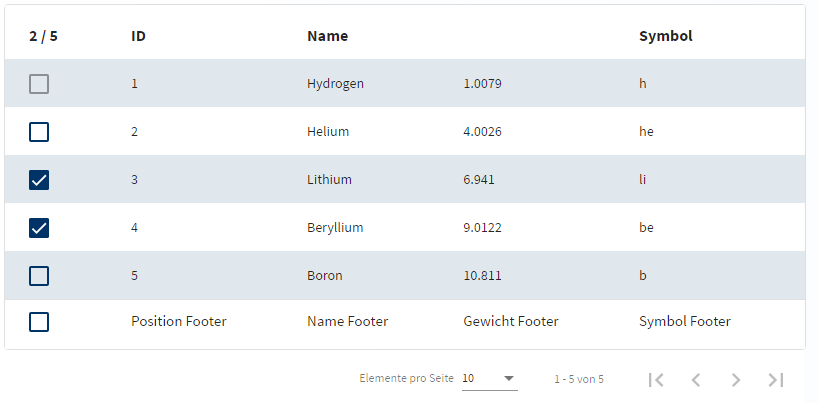 2 / 5 ID Name Symbol
1 Hydrogen 1.0079 h
2 Helium 4.0026 he
3 Lithium 6.941 li
4 Beryllium 9.0122 be
5 Boron 10.811 b
Position Footer Name Footer Gewicht Footer Symbol Footer
Elemente pro Seite 10 1 - 5 von 5